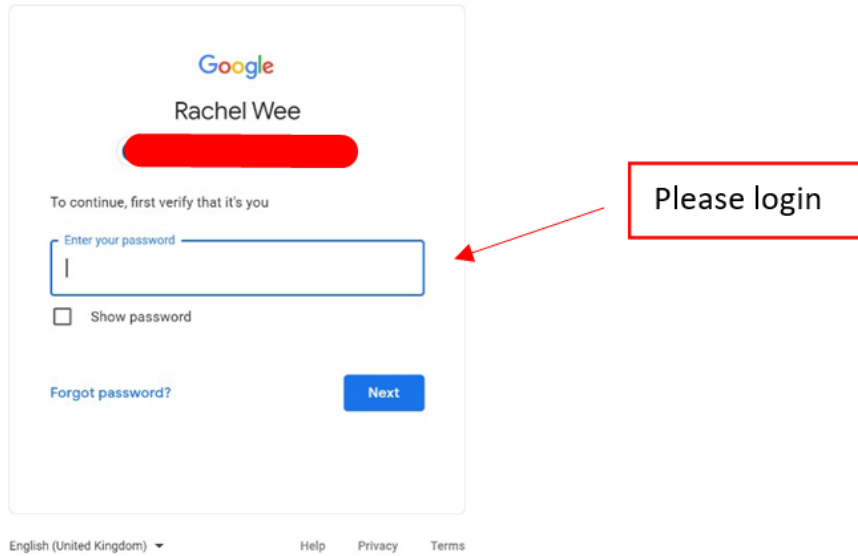 Google
Rachel Wee
To continue, first verify that it's you
Enter your password
Show password
Forgot password?
Next
English (United Kingdom)
Help Privacy Terms
Please login